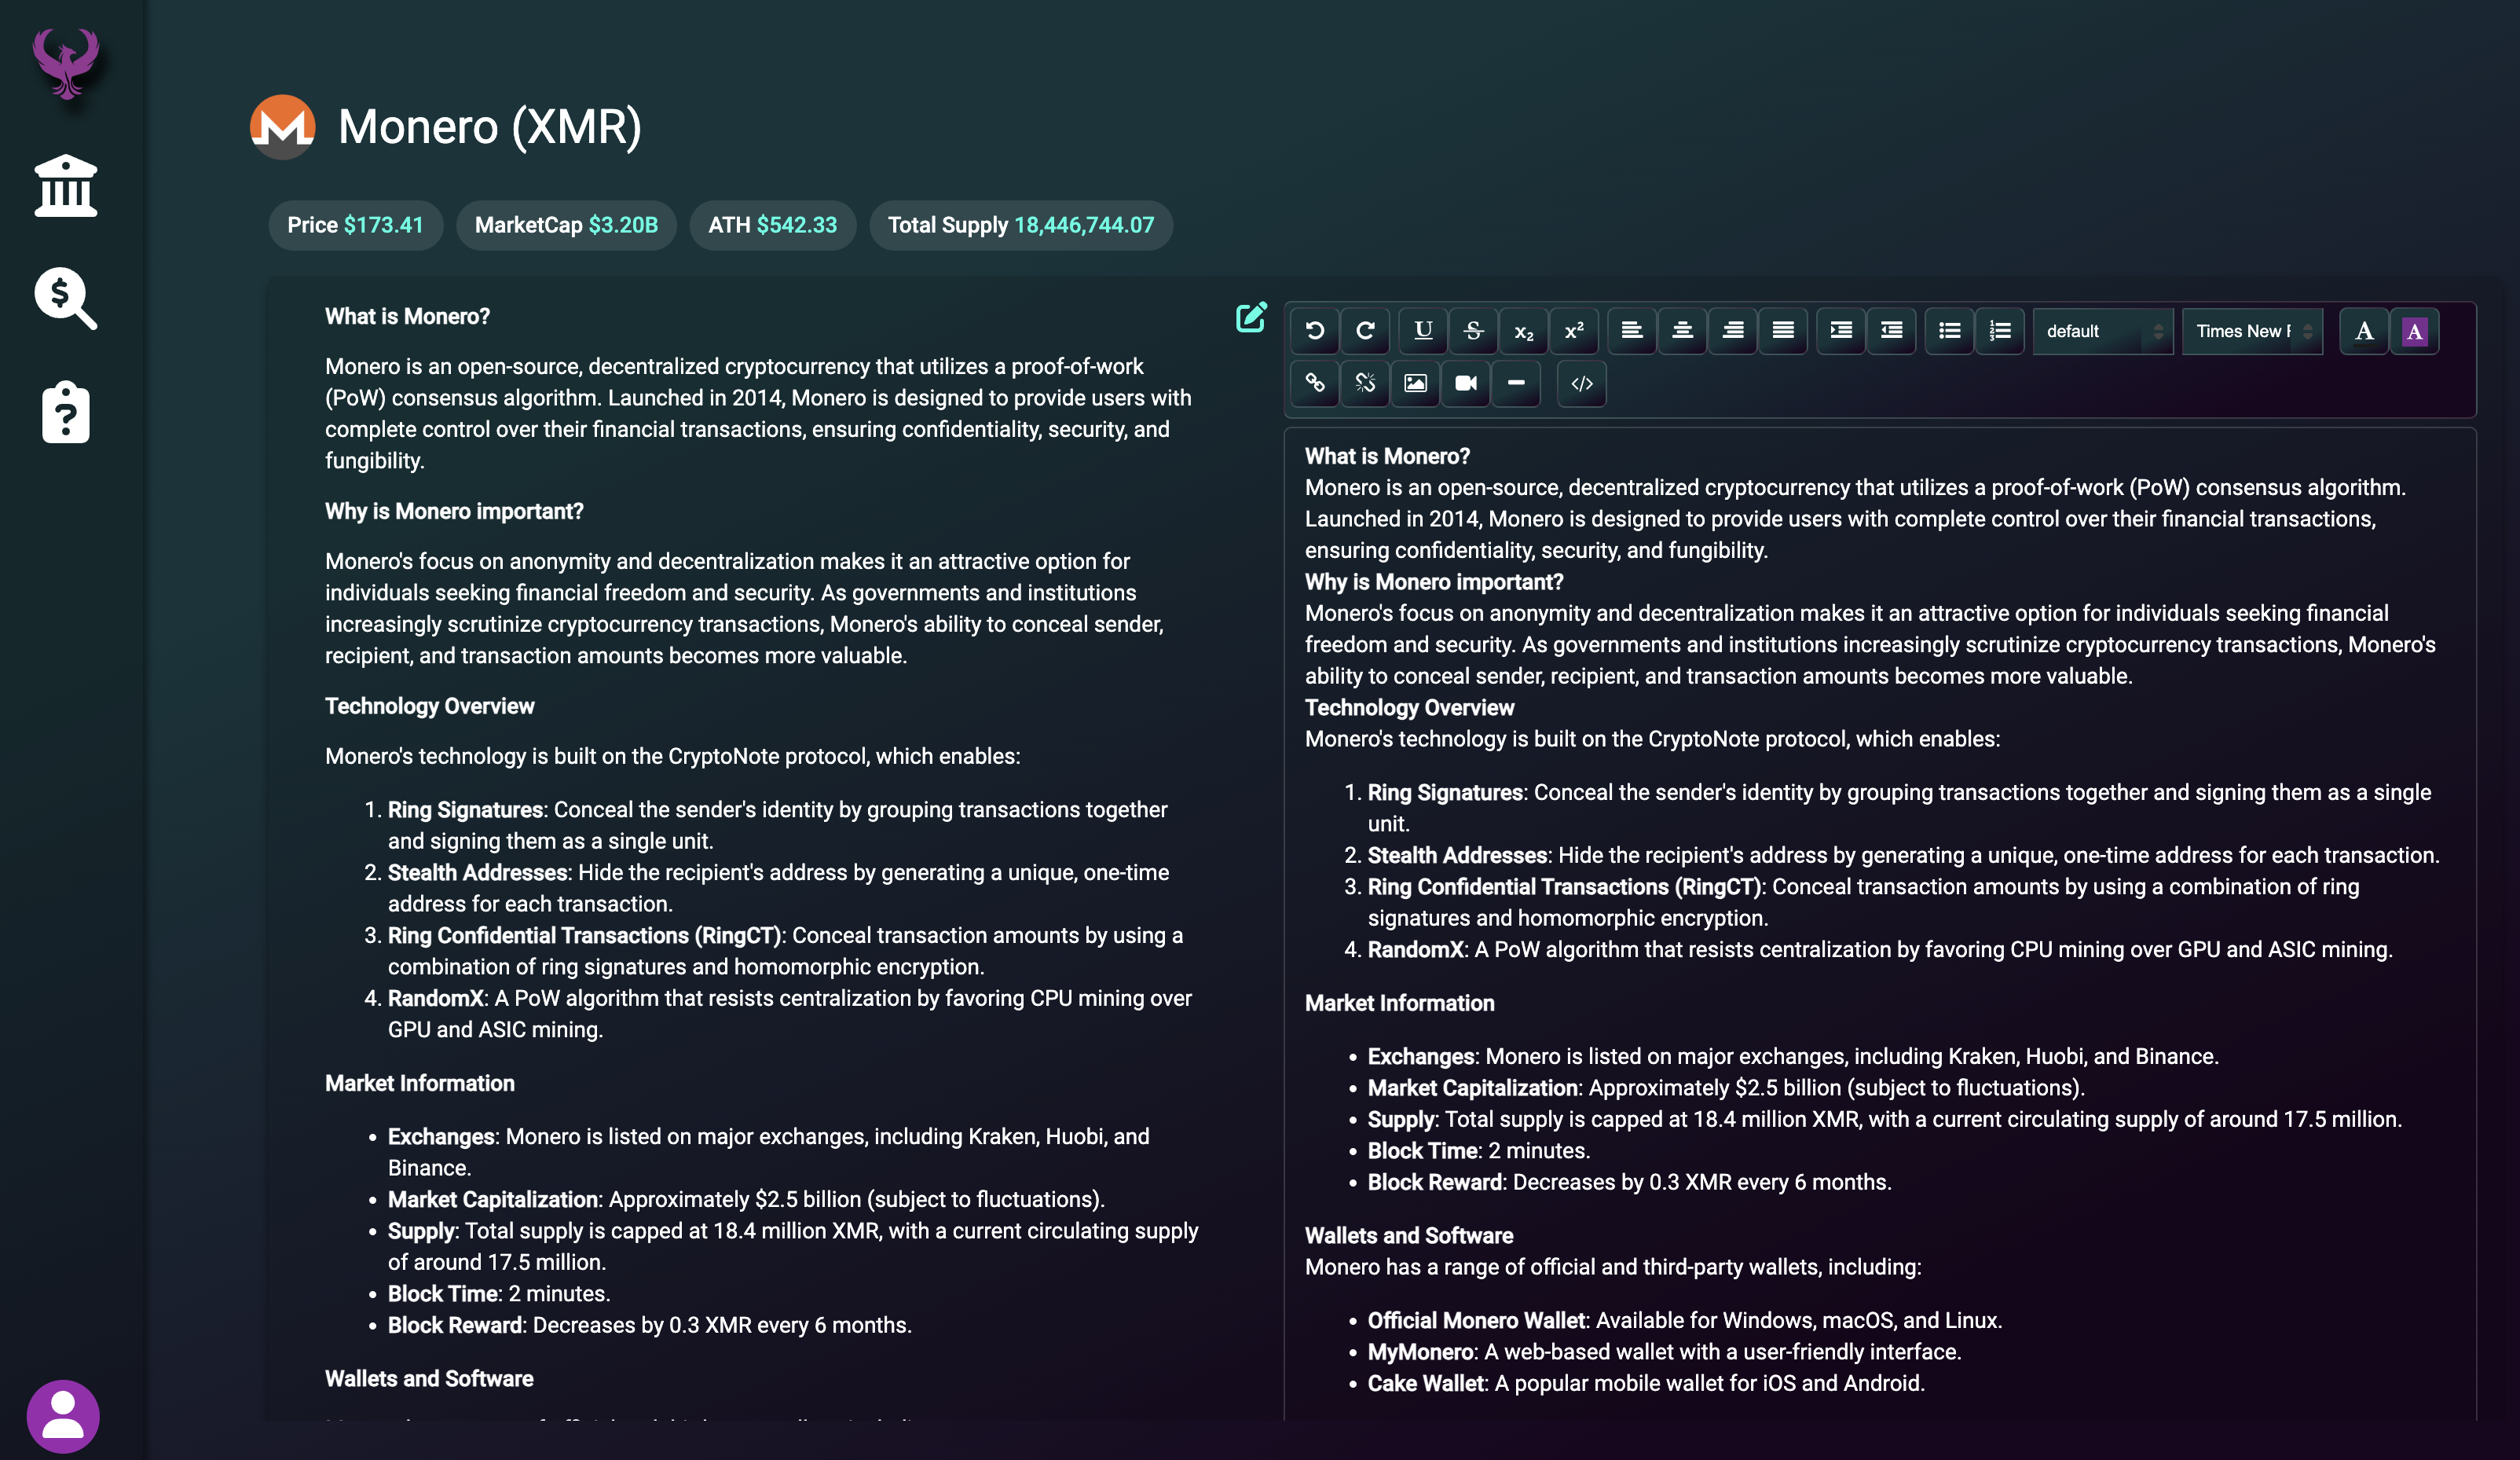 Monero (XMR)
Price $173.41
MarketCap $3.20B
ATH $542.33
Total Supply 18,446,744.07
What is Monero?
Monero is an open-source, decentralized cryptocurrency that utilizes a proof-of-work
(PoW) consensus algorithm. Launched in 2014, Monero is designed to provide users with
complete control over their financial transactions, ensuring confidentiality, security, and
fungibility.
Why is Monero important?
Monero's focus on anonymity and decentralization makes it an attractive option for
individuals seeking financial freedom and security. As governments and institutions
increasingly scrutinize cryptocurrency transactions, Monero's ability to conceal sender,
recipient, and transaction amounts becomes more valuable.
Technology Overview
Monero's technology is built on the CryptoNote protocol, which enables:
1. Ring Signatures: Conceal the sender's identity by grouping transactions together
and signing them as a single unit.
2. Stealth Addresses: Hide the recipient's address by generating a unique, one-time
address for each transaction.
3. Ring Confidential Transactions (RingCT): Conceal transaction amounts by using a
combination of ring signatures and homomorphic encryption.
4. RandomX: A PoW algorithm that resists centralization by favoring CPU mining over
GPU and ASIC mining.
Market Information
• Exchanges: Monero is listed on major exchanges, including Kraken, Huobi, and
Binance.
• Market Capitalization: Approximately $2.5 billion (subject to fluctuations).
• Supply: Total supply is capped at 18.4 million XMR, with a current circulating supply
of around 17.5 million.
• Block Time: 2 minutes.
• Block Reward: Decreases by 0.3 XMR every 6 months.
Wallets and Software
default
Times New
What is Monero?
Monero is an open-source, decentralized cryptocurrency that utilizes a proof-of-work (PoW) consensus algorithm.
Launched in 2014, Monero is designed to provide users with complete control over their financial transactions,
ensuring confidentiality, security, and fungibility.
Why is Monero important?
Monero's focus on anonymity and decentralization makes it an attractive option for individuals seeking financial
freedom and security. As governments and institutions increasingly scrutinize cryptocurrency transactions, Monero's
ability to conceal sender, recipient, and transaction amounts becomes more valuable.
Technology Overview
Monero's technology is built on the CryptoNote protocol, which enables:
1. Ring Signatures: Conceal the sender's identity by grouping transactions together and signing them as a single
unit.
2. Stealth Addresses: Hide the recipient's address by generating a unique, one-time address for each transaction.
3. Ring Confidential Transactions (RingCT): Conceal transaction amounts by using a combination of ring
signatures and homomorphic encryption.
4. RandomX: A PoW algorithm that resists centralization by favoring CPU mining over GPU and ASIC mining.
Market Information
• Exchanges: Monero is listed on major exchanges, including Kraken, Huobi, and Binance.
• Market Capitalization: Approximately $2.5 billion (subject to fluctuations).
• Supply: Total supply is capped at 18.4 million XMR, with a current circulating supply of around 17.5 million.
• Block Time: 2 minutes.
• Block Reward: Decreases by 0.3 XMR every 6 months.
Wallets and Software
Monero has a range of official and third-party wallets, including:
• Official Monero Wallet: Available for Windows, macOS, and Linux.
• MyMonero: A web-based wallet with a user-friendly interface.
• Cake Wallet: A popular mobile wallet for iOS and Android.